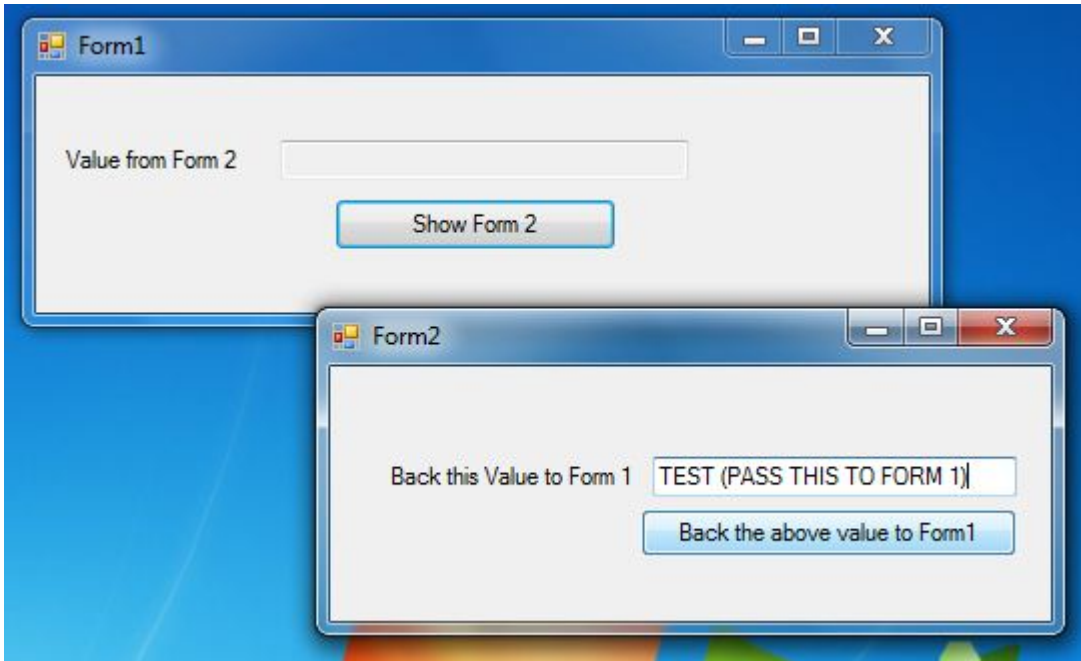 Form1
Value from Form 2
Show Form 2
Form2
Back this Value to Form 1 TEST (PASS THIS TO FORM 1)
Back the above value to Form1